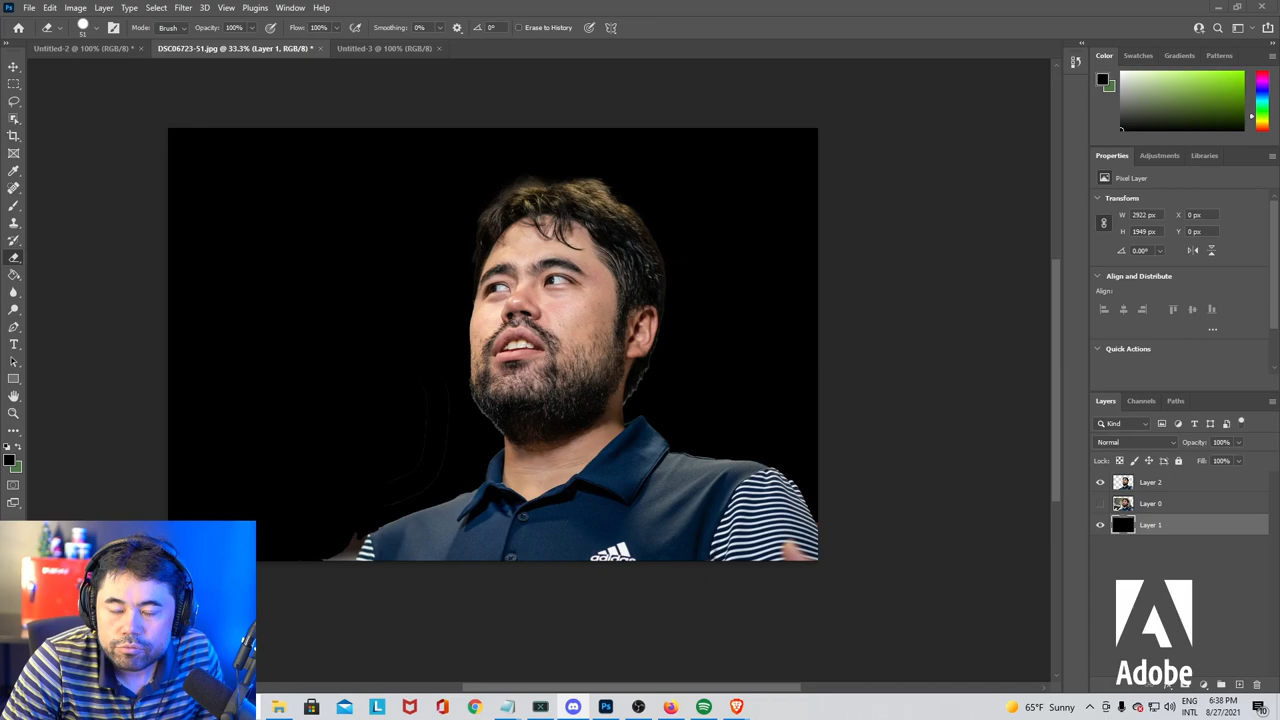 Ps File Edit Image Layer Type Select Filter 3D View Plugins Window Help
51 Mode: Brush Opacity: 100% Flow: 100% Smoothing: 0% 0° Erase to History
Untitled-2 @ 100% (RGB/8) * × DSC06723-51.jpg @ 33.3% (Layer 1, RGB/8) * × Untitled-3 @ 100% (RGB/8) ×
Color Swatches Gradients Patterns
Properties Adjustments Libraries
Pixel Layer
Transform
W 2922 px X 0 px
H 1949 px Y 0 px
0.00°
Align and Distribute
Align:
Quick Actions
Layers Channels Paths
Kind
Normal Opacity: 100%
Lock: Fill: 100%
Layer 2
Layer 0
Layer 1
adidas
Adobe
65°F Sunny
ENG
INTL
6:38 PM
8/27/2021
10